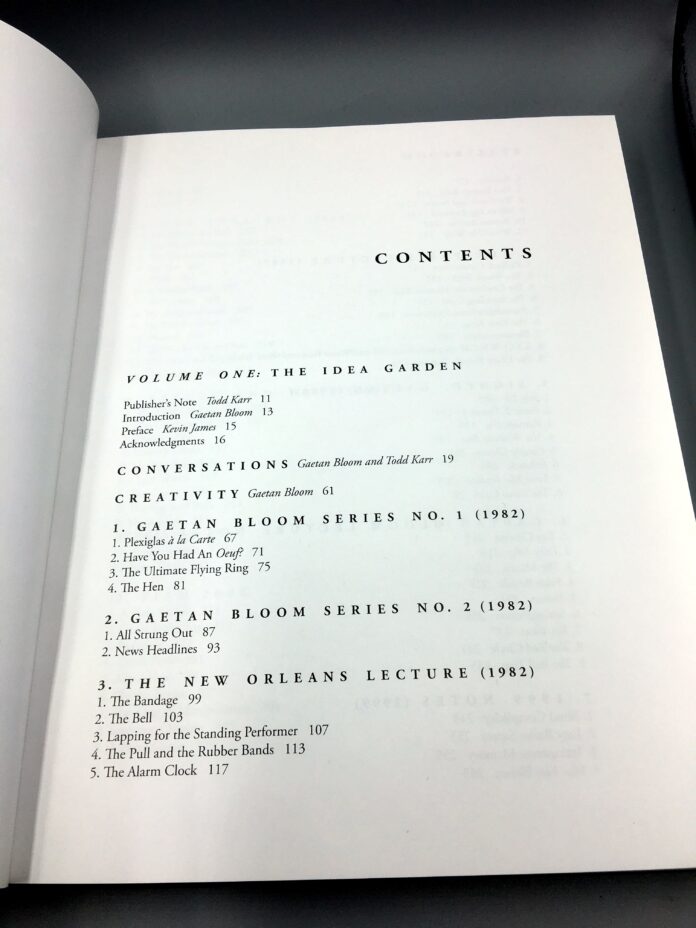 CONTENTS
VOLUME ONE: THE IDEA GARDEN
Publisher's Note Todd Karr 11
Introduction Gaetan Bloom 13
Preface Kevin James 15
Acknowledgments 16
CONVERSATIONS Gaetan Bloom and Todd Karr 19
CREATIVITY Gaetan Bloom 61
1. GAETAN BLOOM SERIES NO. 1 (1982)
1. Plexiglas à la Carte 67
2. Have You Had An Oeuf? 71
3. The Ultimate Flying Ring 75
4. The Hen 81
2. GAETAN BLOOM SERIES NO. 2 (1982)
1. All Strung Out 87
2. News Headlines 93
3. THE NEW ORLEANS LECTURE (1982)
1. The Bandage 99
2. The Bell 103
3. Lapping for the Standing Performer 107
4. The Pull and the Rubber Bands 113
5. The Alarm Clock 117